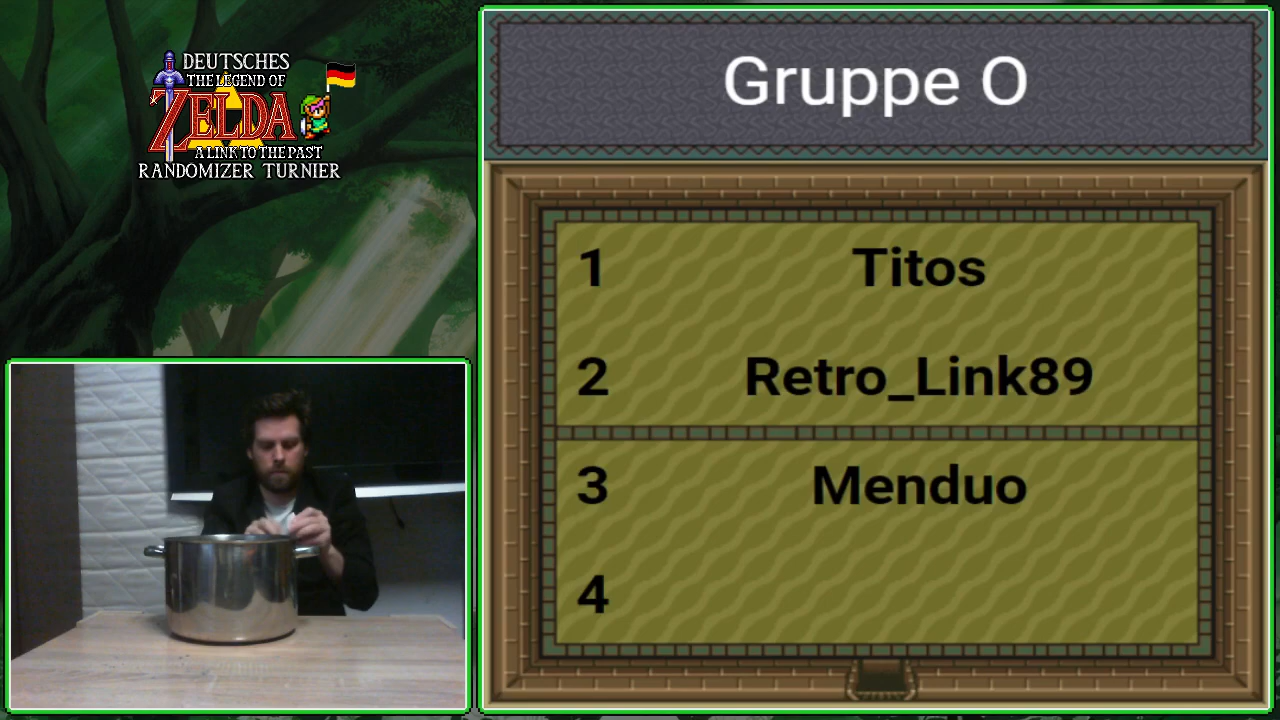 DEUTSCHES
THE LEGEND OF
ZELDA
A LINK TO THE PAST
RANDOMIZER TURNIER
Gruppe O
1 Titos
2 Retro_Link89
3 Menduo
4